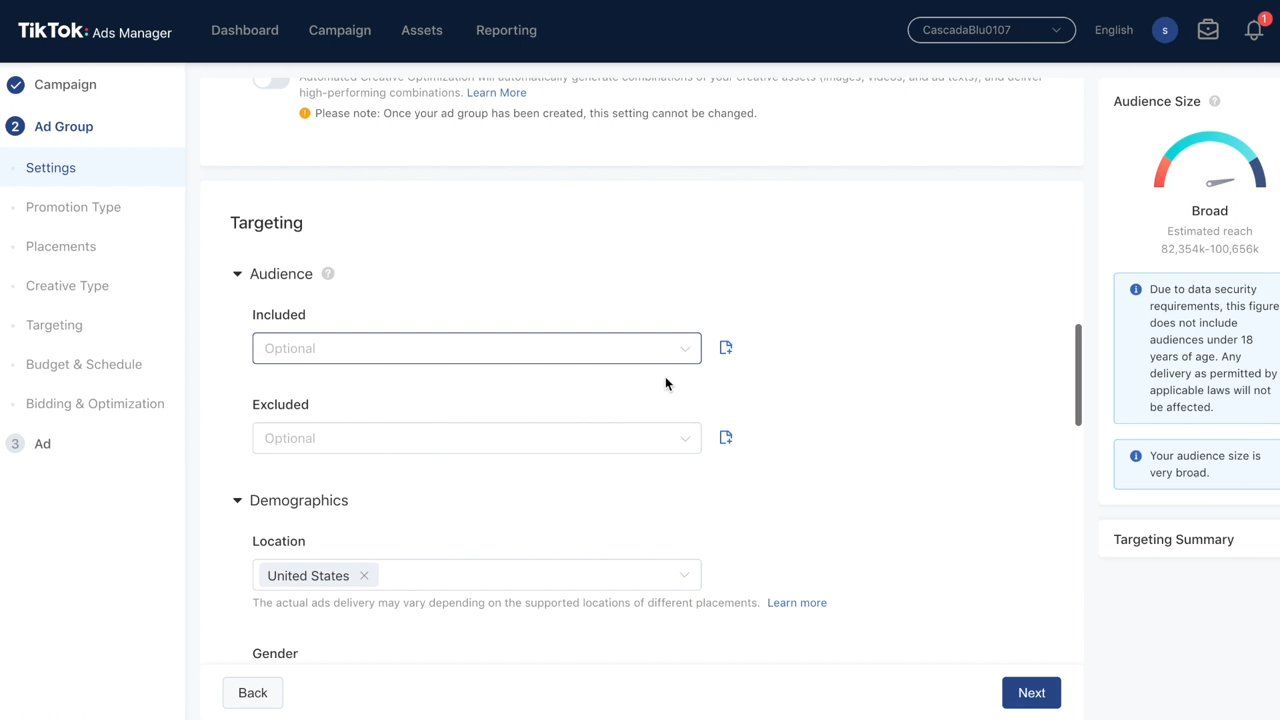 TikTok: Ads Manager
Dashboard
Campaign
Assets
Reporting
CascadaBlu0107
English
s
1
Campaign
2 Ad Group
Settings
Promotion Type
Placements
Creative Type
Targeting
Budget & Schedule
Bidding & Optimization
3 Ad
Automated Creative Optimization will automatically generate combinations of your creative assets (images, videos, and ad texts), and deliver
high-performing combinations. Learn More
Please note: Once your ad group has been created, this setting cannot be changed.
Targeting
Audience ?
Included
Optional
Excluded
Optional
Demographics
Location
United States
The actual ads delivery may vary depending on the supported locations of different placements. Learn more
Gender
Back
Next
Audience Size ?
Broad
Estimated reach
82,354k-100,656k
Due to data security
requirements, this figure
does not include
audiences under 18
years of age. Any
delivery as permitted by
applicable laws will not
be affected.
Your audience size is
very broad.
Targeting Summary